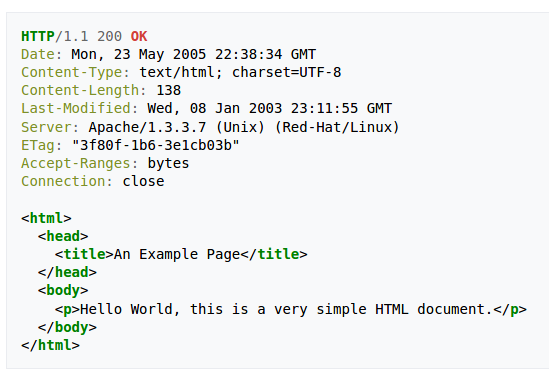 HTTP/1.1 200 OK
Date: Mon, 23 May 2005 22:38:34 GMT
Content-Type: text/html; charset=UTF-8
Content-Length: 138
Last-Modified: Wed, 08 Jan 2003 23:11:55 GMT
Server: Apache/1.3.3.7 (Unix) (Red-Hat/Linux)
ETag: "3f80f-1b6-3e1cb03b"
Accept-Ranges: bytes
Connection: close

<html>
  <head>
    <title>An Example Page</title>
  </head>
  <body>
    <p>Hello World, this is a very simple HTML document.</p>
  </body>
</html>